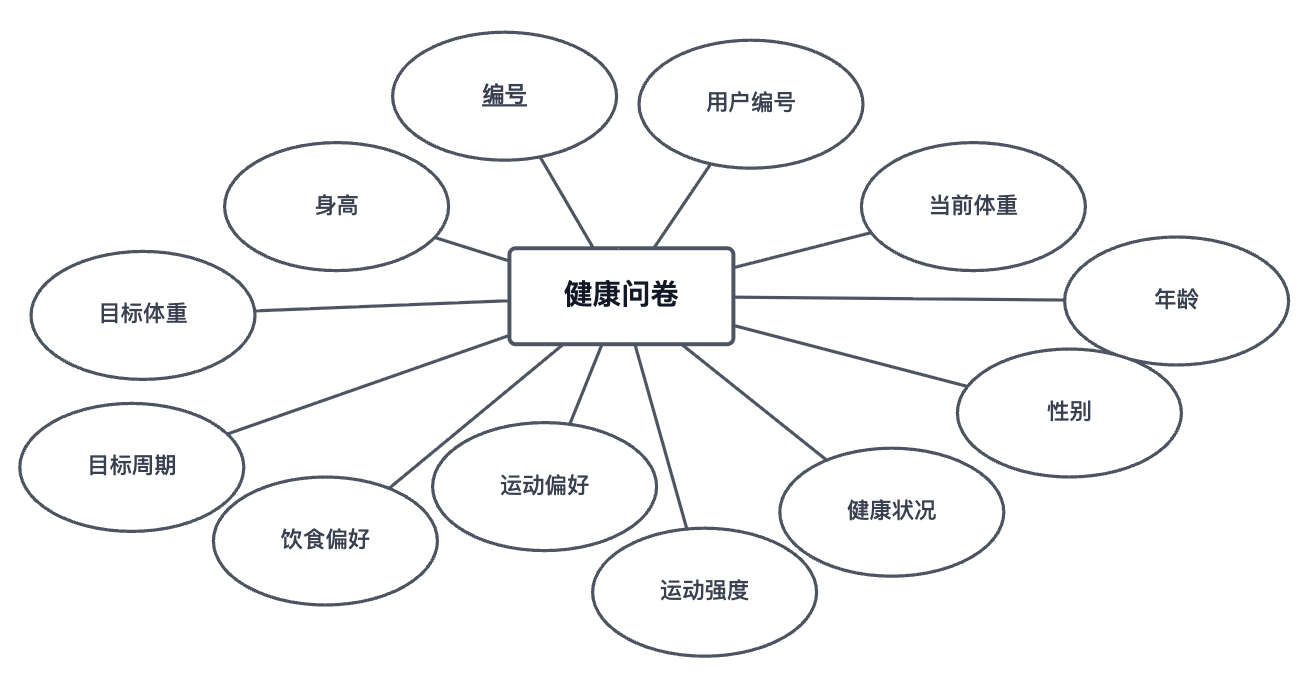 编号
用户编号
身高
当前体重
健康问卷
年龄
目标体重
性别
目标周期
运动偏好
健康状况
饮食偏好
运动强度